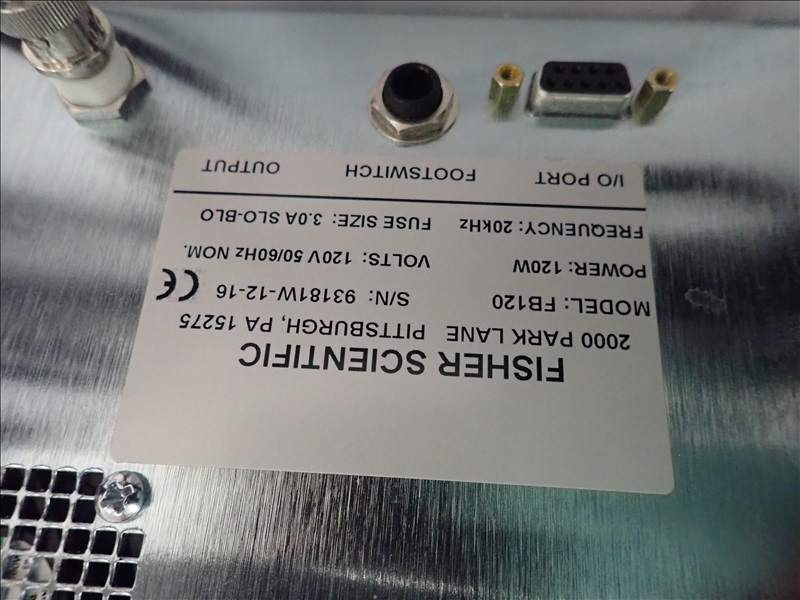 FISHER SCIENTIFIC
2000 PARK LANE PITTSBURGH, PA 15275
MODEL: FB120 S/N: 93181W-12-16 CE
POWER: 120W VOLTS: 120V 50/60Hz NOM.
FREQUENCY: 20kHz FUSE SIZE: 3.0A SLO-BLO
I/O PORT FOOTSWITCH OUTPUT